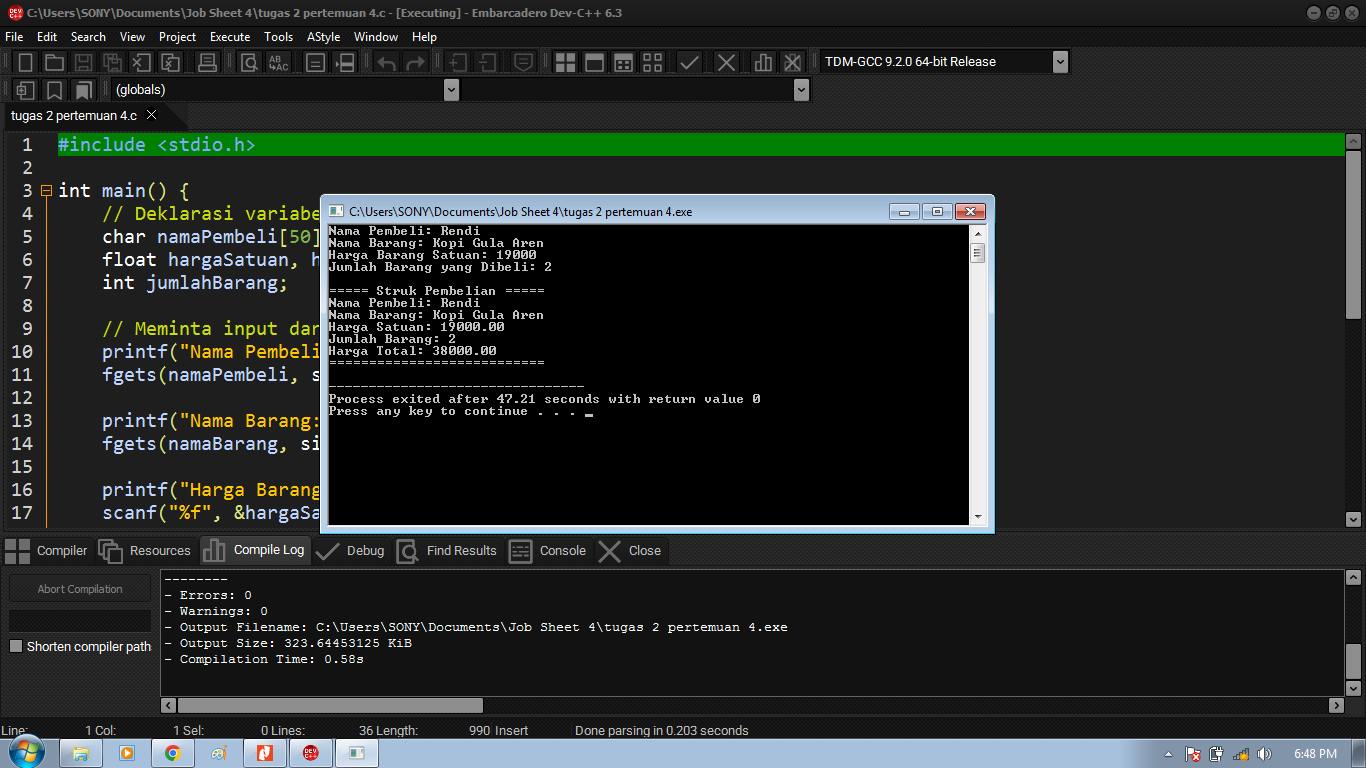 C:\Users\SONY\Documents\Job Sheet 4\tugas 2 pertemuan 4.c - [Executing] - Embarcadero Dev-C++ 6.3
File Edit Search View Project Execute Tools AStyle Window Help
TDM-GCC 9.2.0 64-bit Release
(globals)
tugas 2 pertemuan 4.c
1 #include <stdio.h>
2
3 int main() {
4 // Deklarasi variabe
5 char namaPembeli[50]
6 float hargaSatuan, h
7 int jumlahBarang;
8
9 // Meminta input dar
10 printf("Nama Pembeli
11 fgets(namaPembeli, s
12
13 printf("Nama Barang:
14 fgets(namaBarang, si
15
16 printf("Harga Barang
17 scanf("%f", &hargaSa
C:\Users\SONY\Documents\Job Sheet 4\tugas 2 pertemuan 4.exe
Nama Pembeli: Rendi
Nama Barang: Kopi Gula Aren
Harga Barang Satuan: 19000
Jumlah Barang yang Dibeli: 2
===== Struk Pembelian =====
Nama Pembeli: Rendi
Nama Barang: Kopi Gula Aren
Harga Satuan: 19000.00
Jumlah Barang: 2
Harga Total: 38000.00
===========================
--------------------------------
Process exited after 47.21 seconds with return value 0
Press any key to continue . . .
Compiler Resources Compile Log Debug Find Results Console Close
Abort Compilation
Shorten compiler path
--------
- Errors: 0
- Warnings: 0
- Output Filename: C:\Users\SONY\Documents\Job Sheet 4\tugas 2 pertemuan 4.exe
- Output Size: 323.64453125 KiB
- Compilation Time: 0.58s
Line: 1 Col: 1 Sel: 0 Lines: 36 Length: 990 Insert Done parsing in 0.203 seconds
6:48 PM